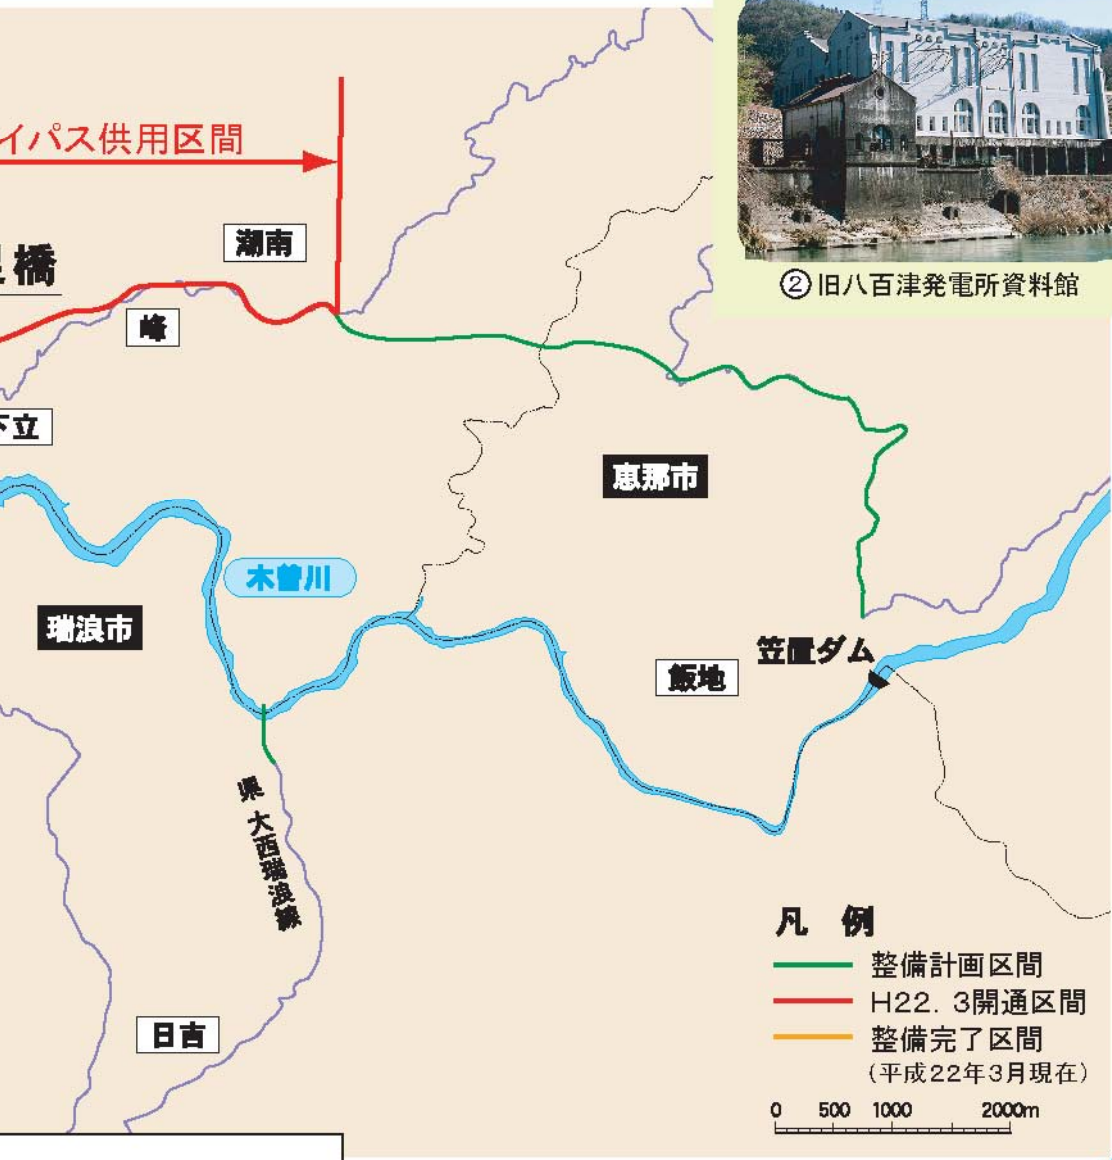 イパス供用区間
潮南
橋
峰
下立
②旧八百津発電所資料館
恵那市
木曽川
瑞浪市
笠置ダム
飯地
県 大西瑞浪線
日吉
凡 例
整備計画区間
H22. 3開通区間
整備完了区間
(平成22年3月現在)
0 500 1000 2000m